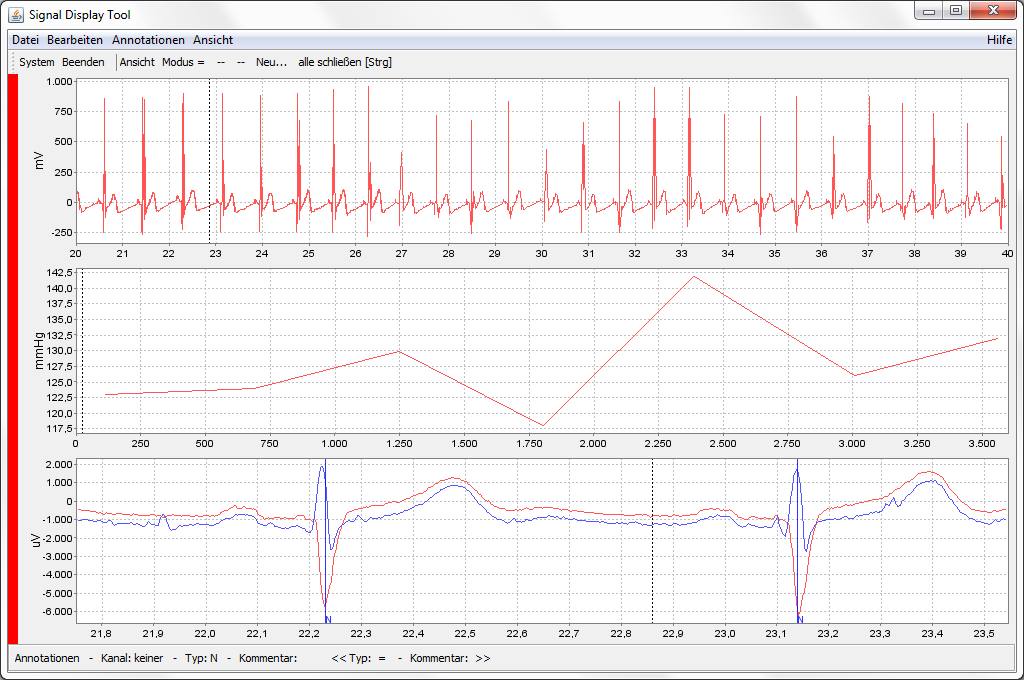 Signal Display Tool
Datei Bearbeiten Annotationen Ansicht Hilfe
System Beenden Ansicht Modus = -- -- Neu... alle schließen [Strg]
1.000
750
500
250
0
-250
mV
20 21 22 23 24 25 26 27 28 29 30 31 32 33 34 35 36 37 38 39 40
142,5
140,0
137,5
135,0
132,5
130,0
127,5
125,0
122,5
120,0
117,5
mmHg
0 250 500 750 1.000 1.250 1.500 1.750 2.000 2.250 2.500 2.750 3.000 3.250 3.500
2.000
1.000
0
-1.000
-2.000
-3.000
-4.000
-5.000
-6.000
uV
N N
21,8 21,9 22,0 22,1 22,2 22,3 22,4 22,5 22,6 22,7 22,8 22,9 23,0 23,1 23,2 23,3 23,4 23,5
Annotationen - Kanal: keiner - Typ: N - Kommentar: << Typ: = - Kommentar: >>